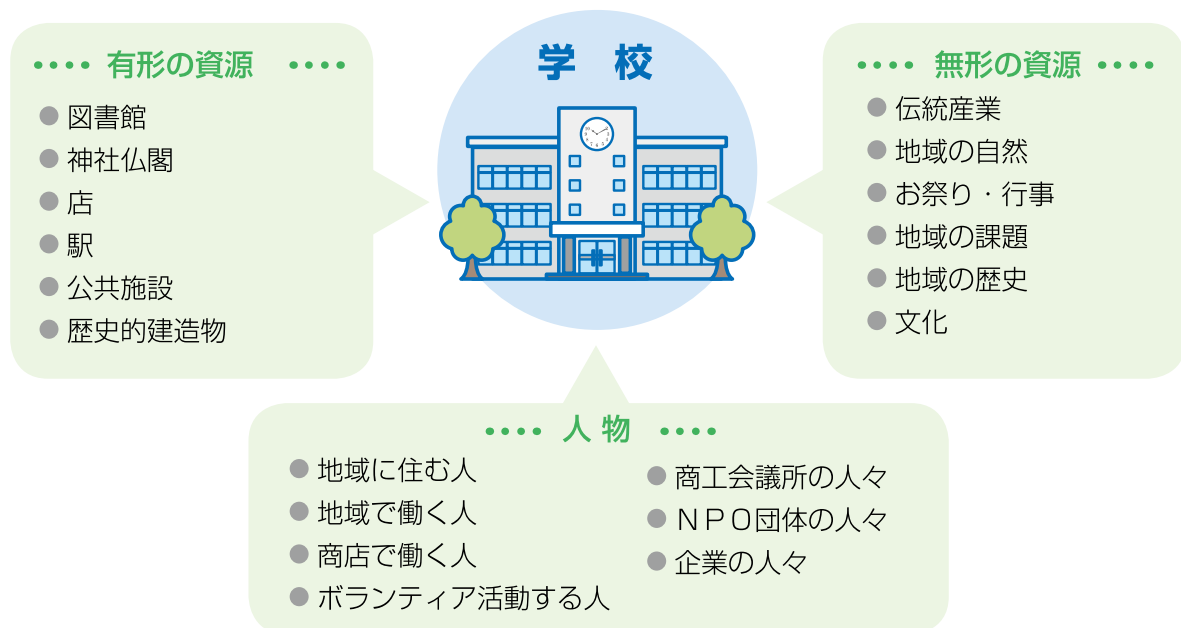 学 校
有形の資源
● 図書館
● 神社仏閣
● 店
● 駅
● 公共施設
● 歴史的建造物
無形の資源
● 伝統産業
● 地域の自然
● お祭り・行事
● 地域の課題
● 地域の歴史
● 文化
人 物
● 地域に住む人
● 地域で働く人
● 商店で働く人
● ボランティア活動する人
● 商工会議所の人々
● ＮＰＯ団体の人々
● 企業の人々